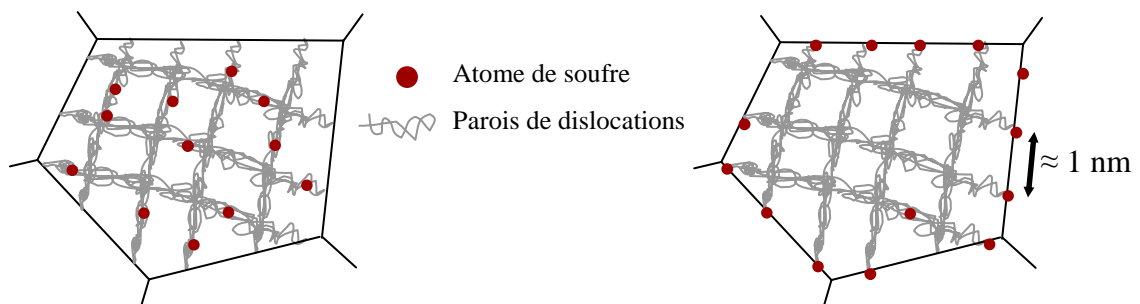 Atome de soufre
Parois de dislocations
≈ 1 nm